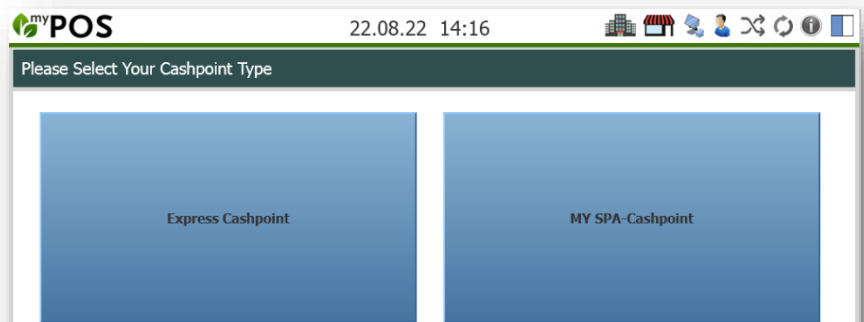 myPOS 22.08.22 14:16
Please Select Your Cashpoint Type
Express Cashpoint MY SPA-Cashpoint